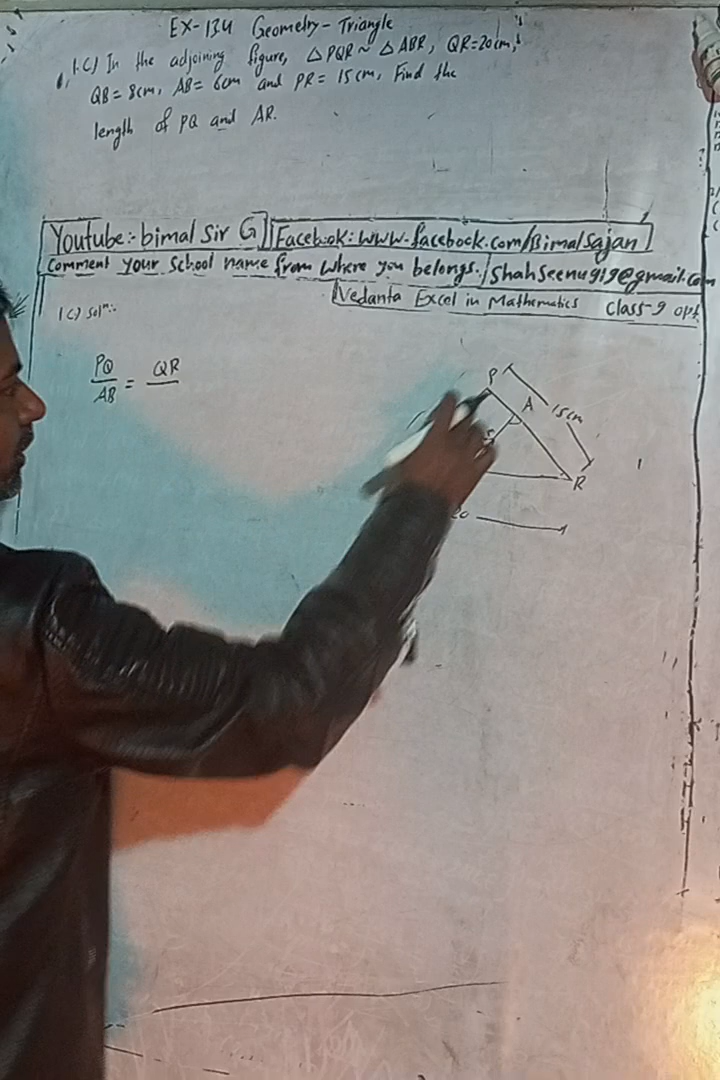 EX-13.4 Geometry-Triangle
1.C) In the adjoining figure, △PQR ~ △ABR, QR=20cm,
QB= 8cm, AB= 6cm and PR= 15cm, Find the
length of PQ and AR.
Youtube:- bimal Sir G Facebook: www.facebook.com/Bimalsajan
Comment your School name from where you belongs. Shahseenu919@gmail.com
Vedanta Excel in Mathematics Class-9 opt
1 C) Solⁿ:-
PQ/AB = QR
P
A
15cm
R
20